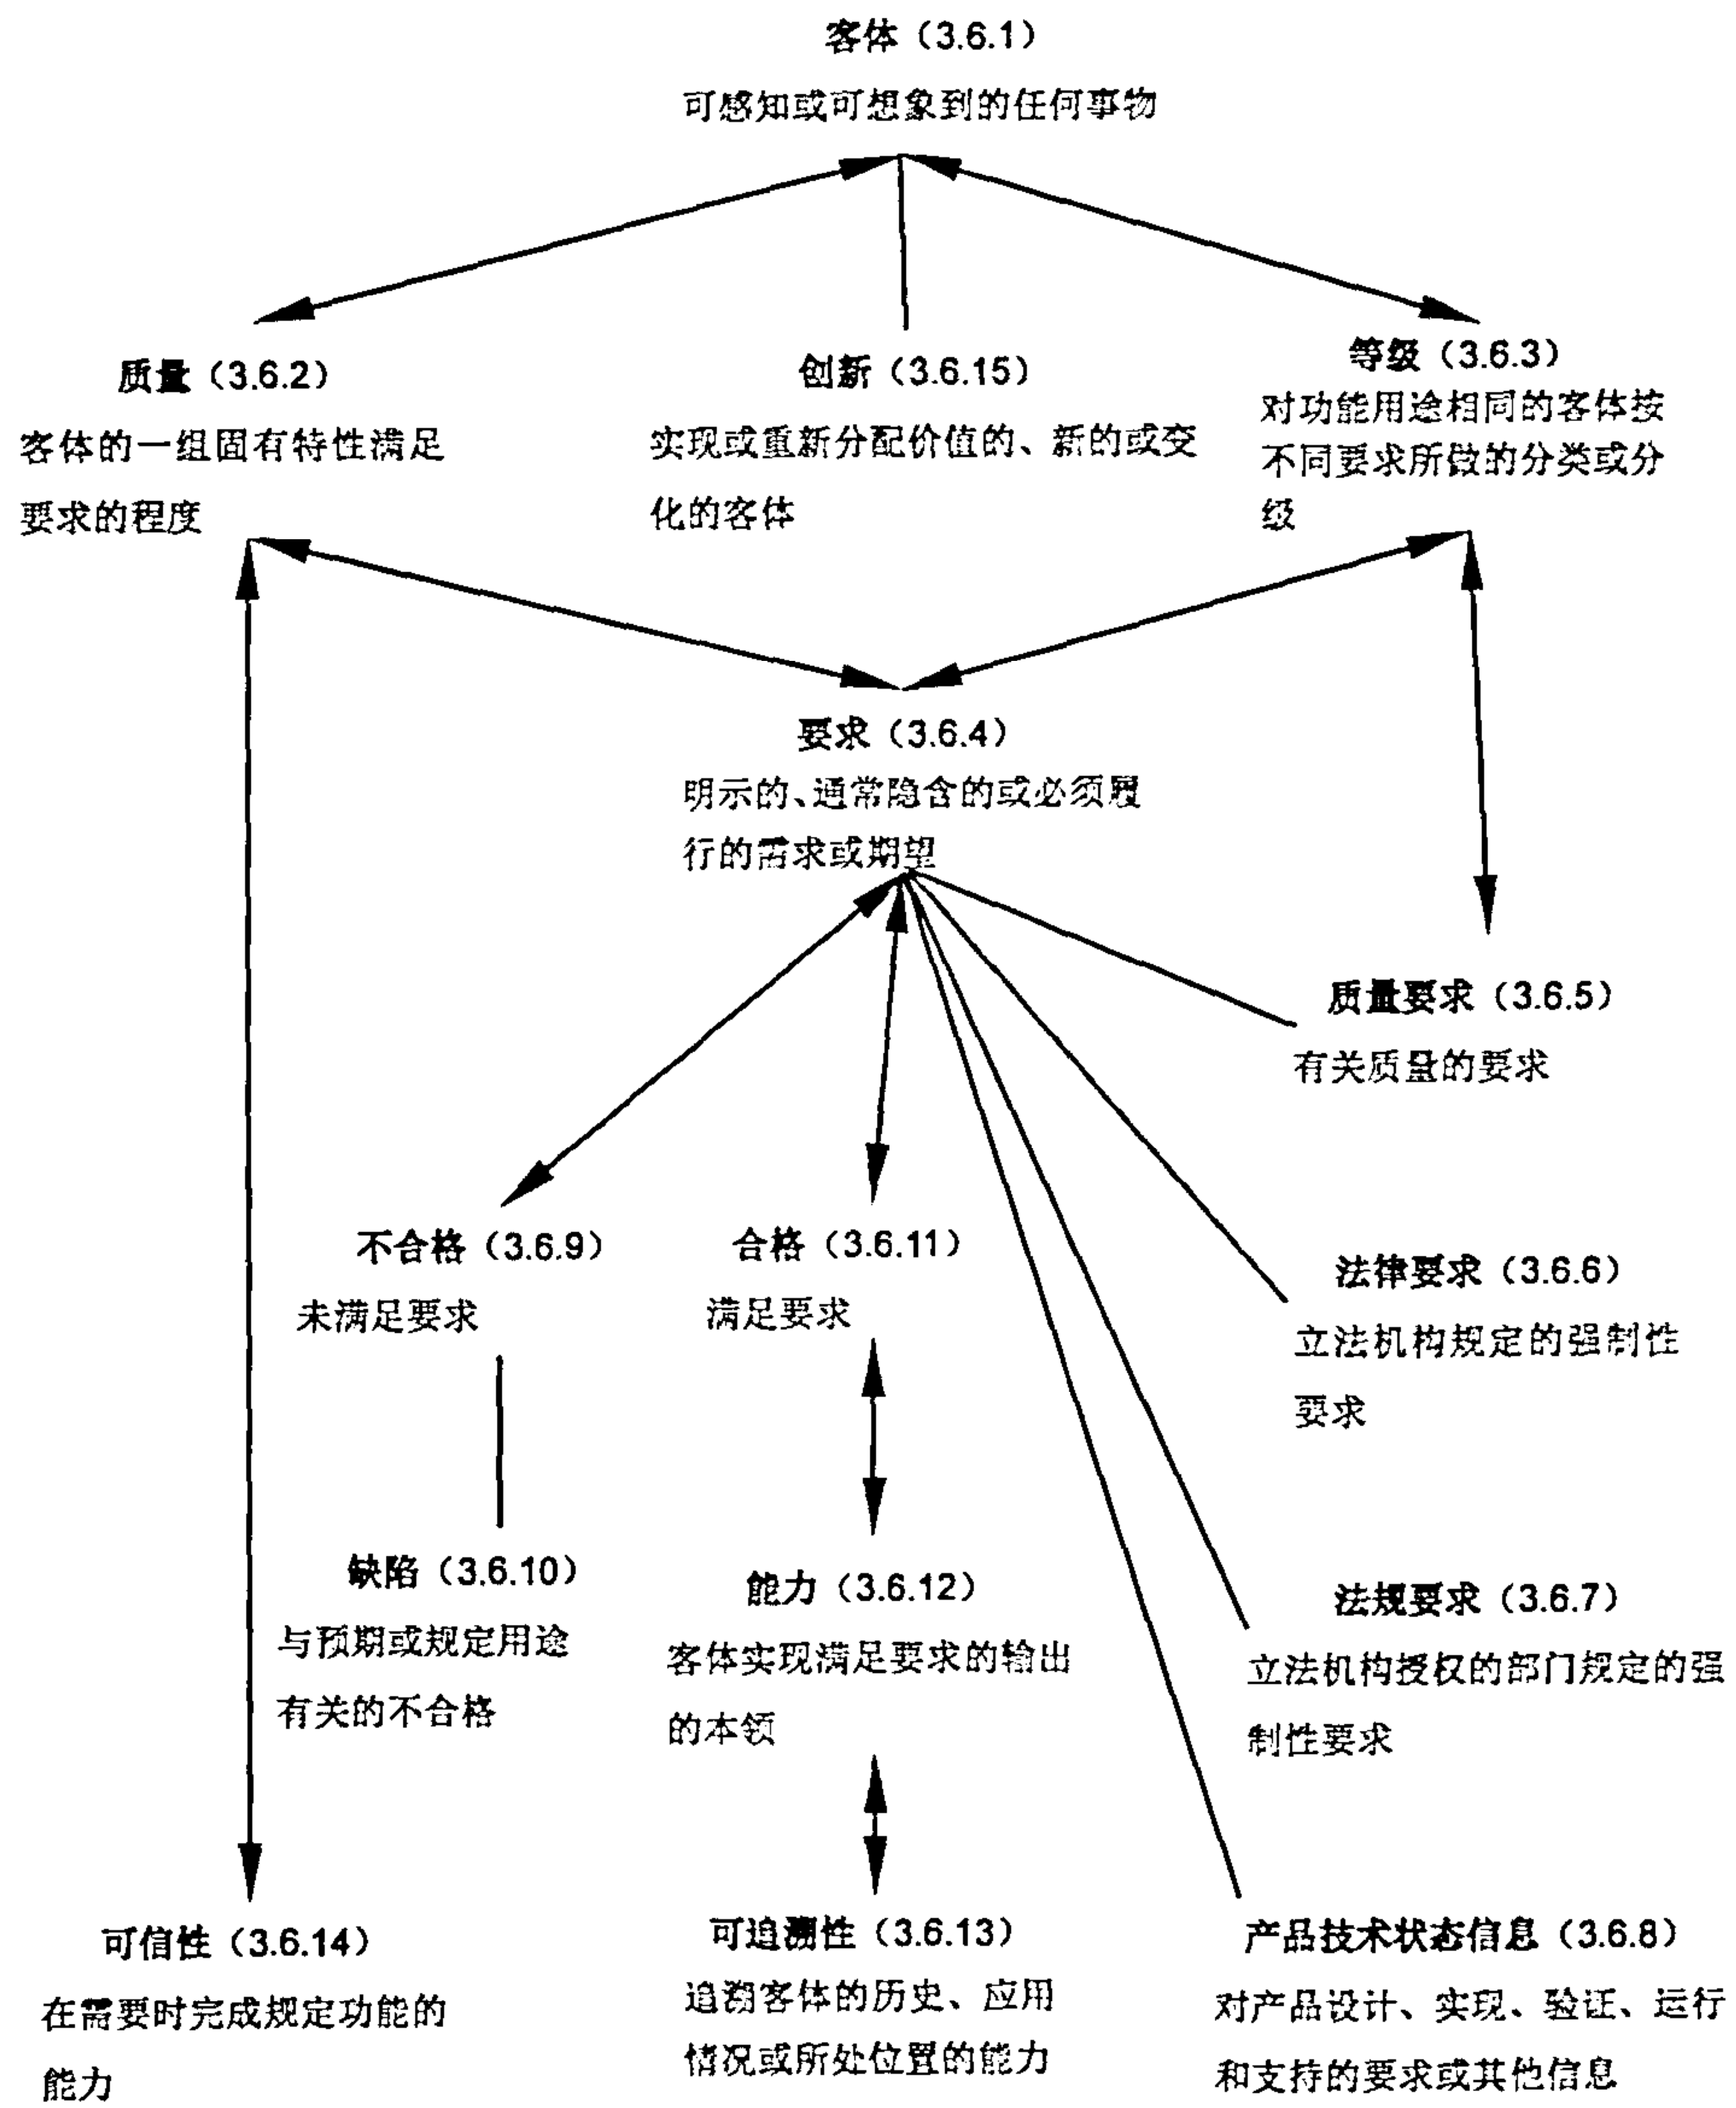 客体（3.6.1）
可感知或可想象到的任何事物
质量（3.6.2）
客体的一组固有特性满足
要求的程度
创新（3.6.15）
实现或重新分配价值的、新的或变
化的客体
等级（3.6.3）
对功能用途相同的客体按
不同要求所做的分类或分
级
要求（3.6.4）
明示的、通常隐含的或必须履
行的需求或期望
质量要求（3.6.5）
有关质量的要求
不合格（3.6.9）
未满足要求
合格（3.6.11）
满足要求
法律要求（3.6.6）
立法机构规定的强制性
要求
缺陷（3.6.10）
与预期或规定用途
有关的不合格
能力（3.6.12）
客体实现满足要求的输出
的本领
法规要求（3.6.7）
立法机构授权的部门规定的强
制性要求
可信性（3.6.14）
在需要时完成规定功能的
能力
可追溯性（3.6.13）
追溯客体的历史、应用
情况或所处位置的能力
产品技术状态信息（3.6.8）
对产品设计、实现、验证、运行
和支持的要求或其他信息